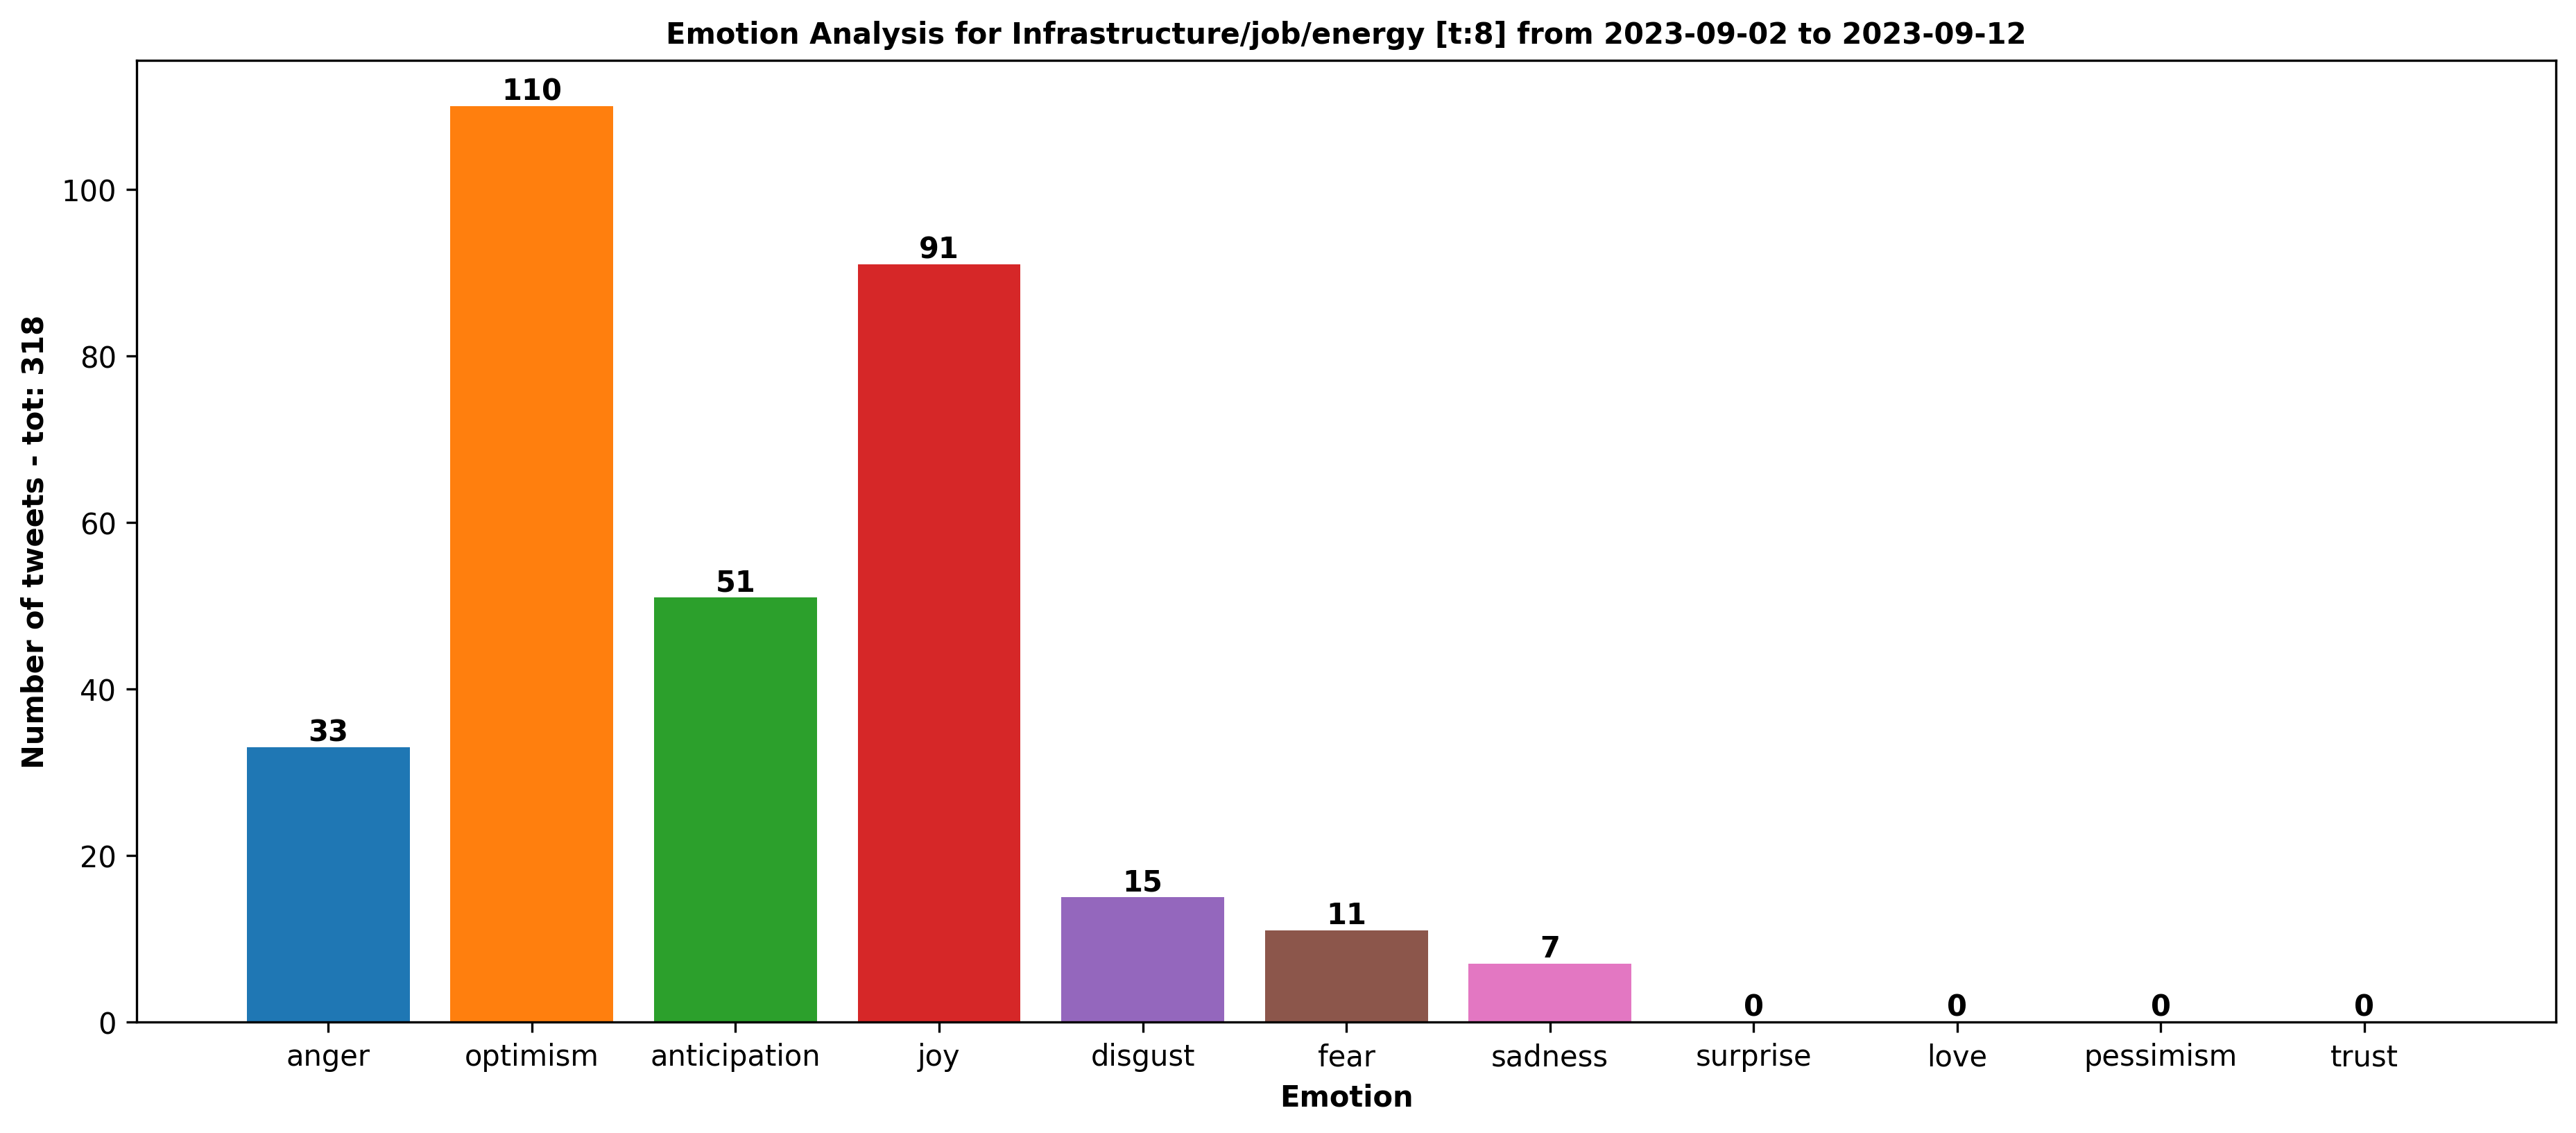 Emotion Analysis for Infrastructure/job/energy [t:8] from 2023-09-02 to 2023-09-12
Number of tweets - tot: 318
100
80
60
40
20
0
33
110
51
91
15
11
7
0
0
0
0
anger
optimism
anticipation
joy
disgust
fear
sadness
surprise
love
pessimism
trust
Emotion